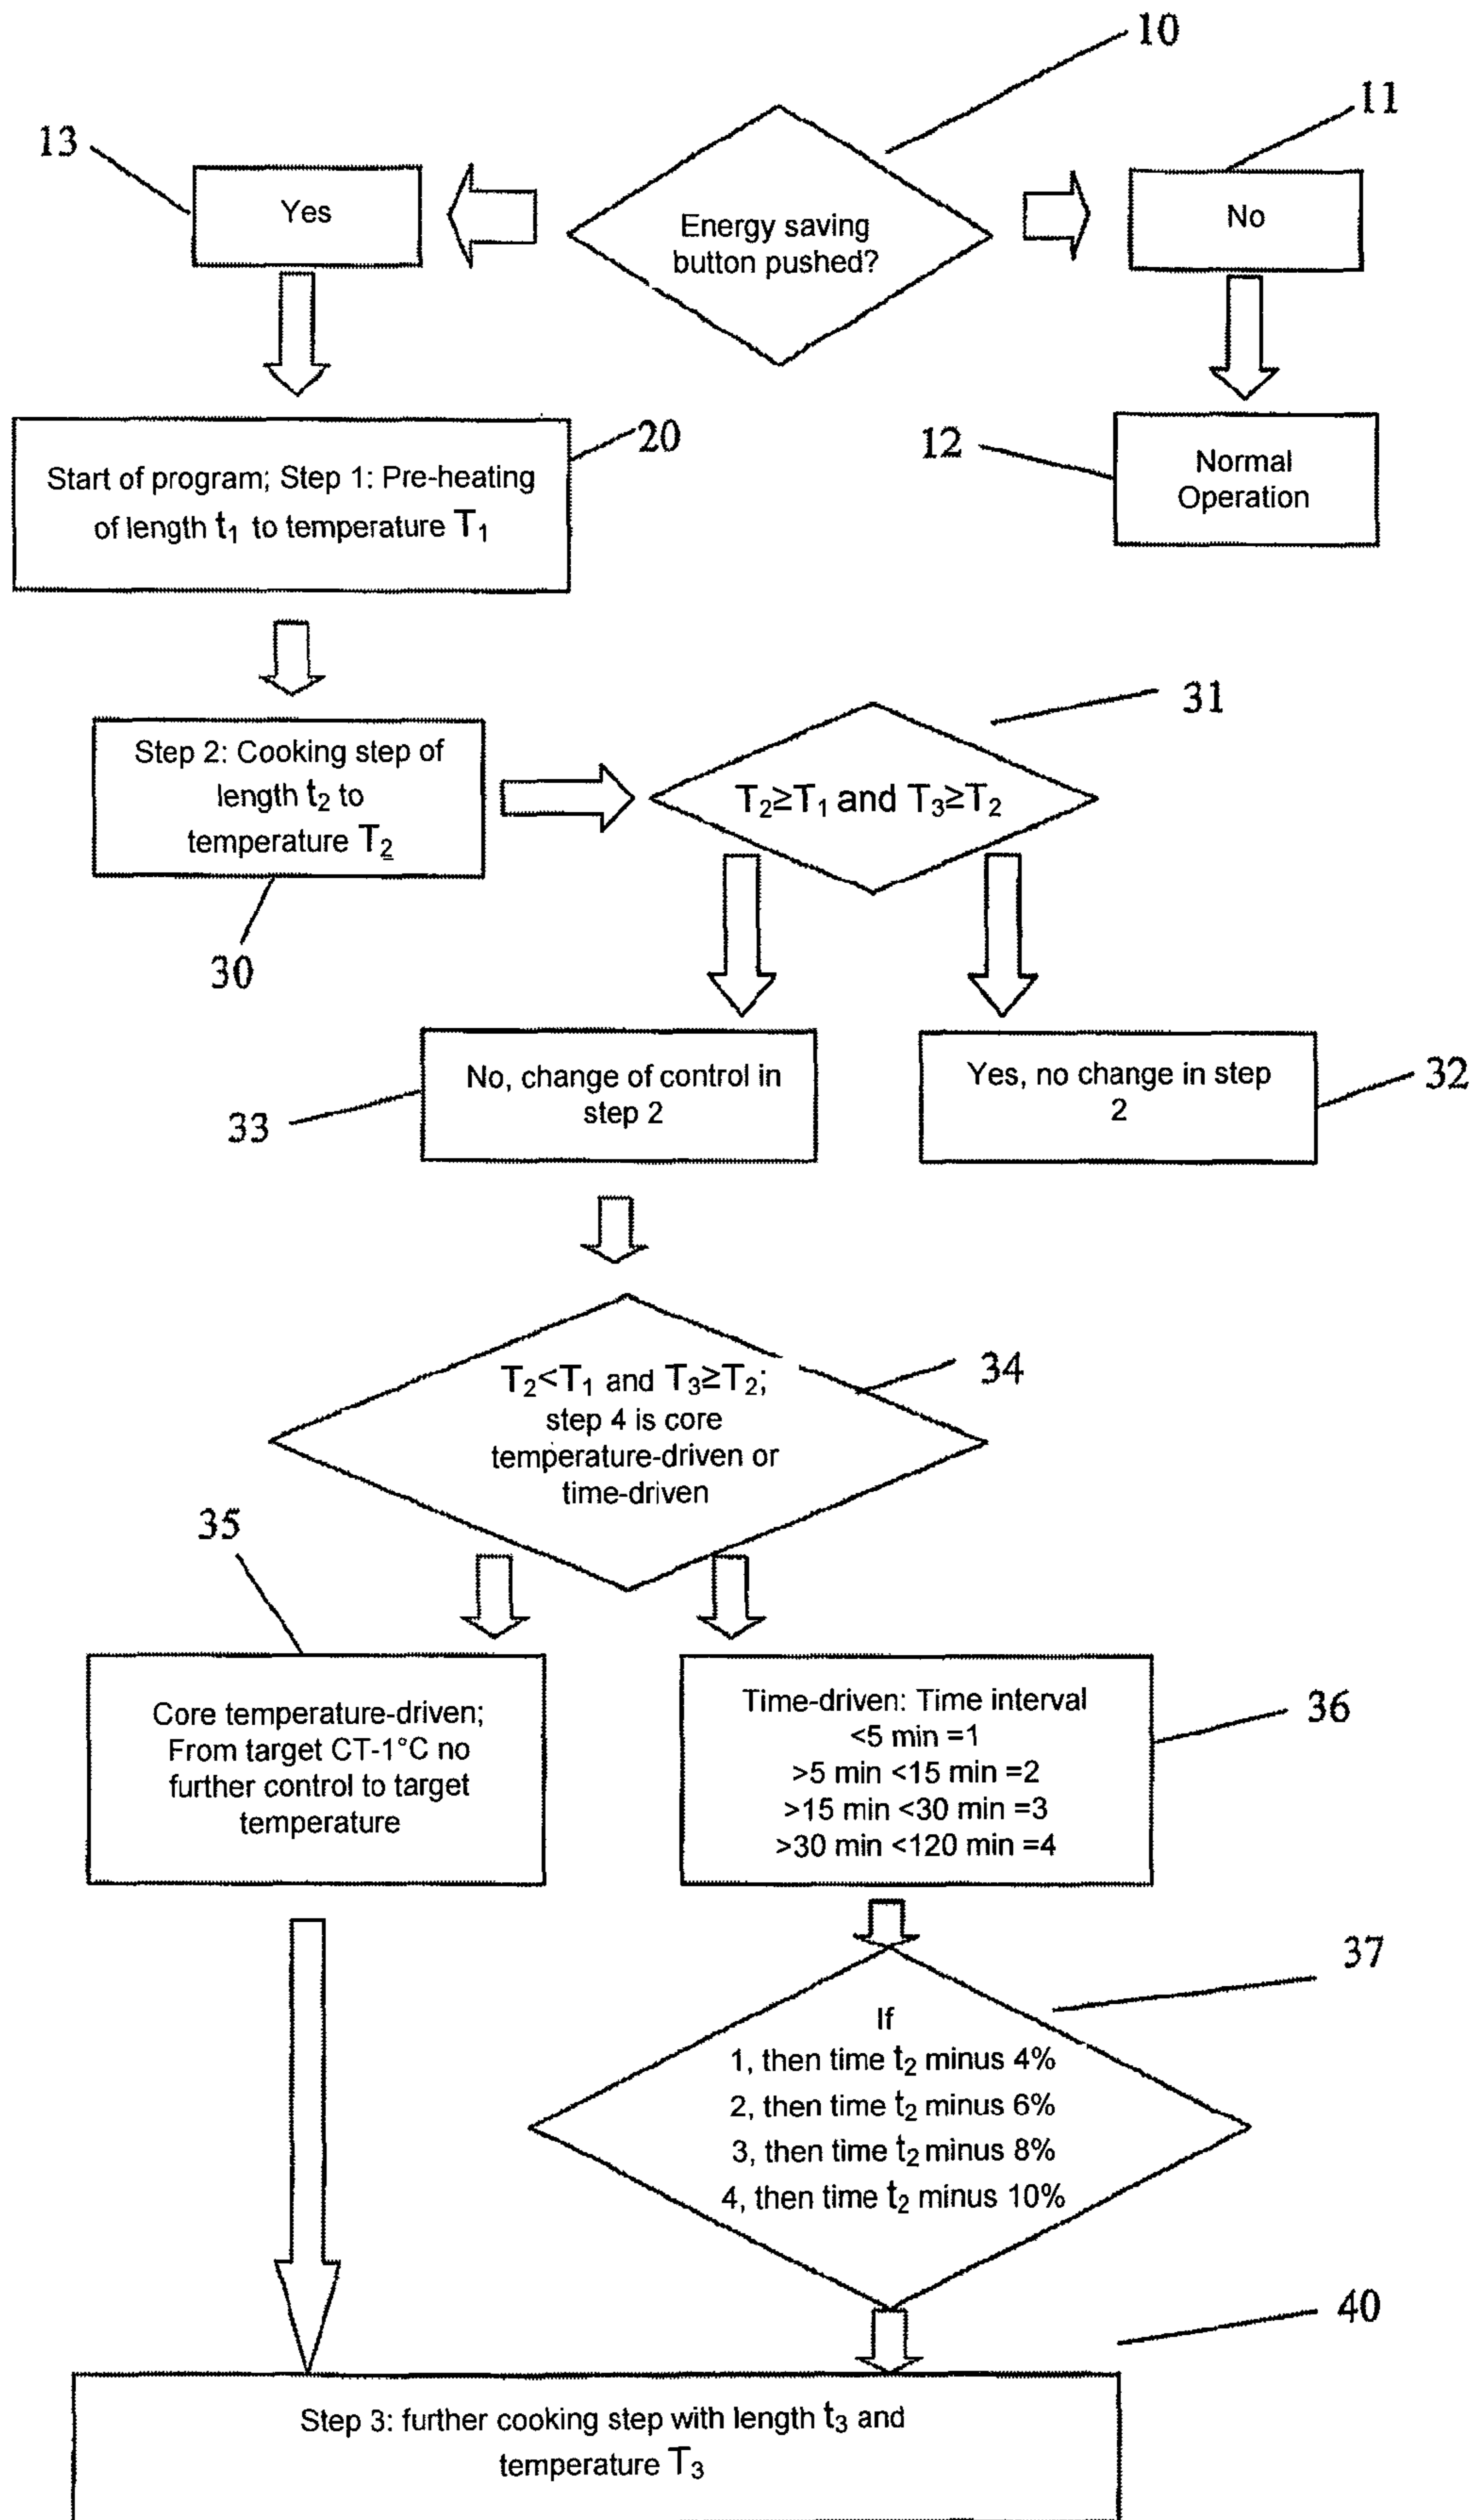 10
11
13
Yes
Energy saving
button pushed?
No
20
12
Start of program; Step 1: Pre-heating
of length t₁ to temperature T₁
Normal
Operation
31
Step 2: Cooking step of
length t₂ to
temperature T₂
T₂≥T₁ and T₃≥T₂
30
33
No, change of control in
step 2
Yes, no change in step
2
32
T₂<T₁ and T₃≥T₂;
step 4 is core
temperature-driven or
time-driven
34
35
Core temperature-driven;
From target CT-1°C no
further control to target
temperature
Time-driven: Time interval
<5 min =1
>5 min <15 min =2
>15 min <30 min =3
>30 min <120 min =4
36
37
If
1, then time t₂ minus 4%
2, then time t₂ minus 6%
3, then time t₂ minus 8%
4, then time t₂ minus 10%
40
Step 3: further cooking step with length t₃ and
temperature T₃